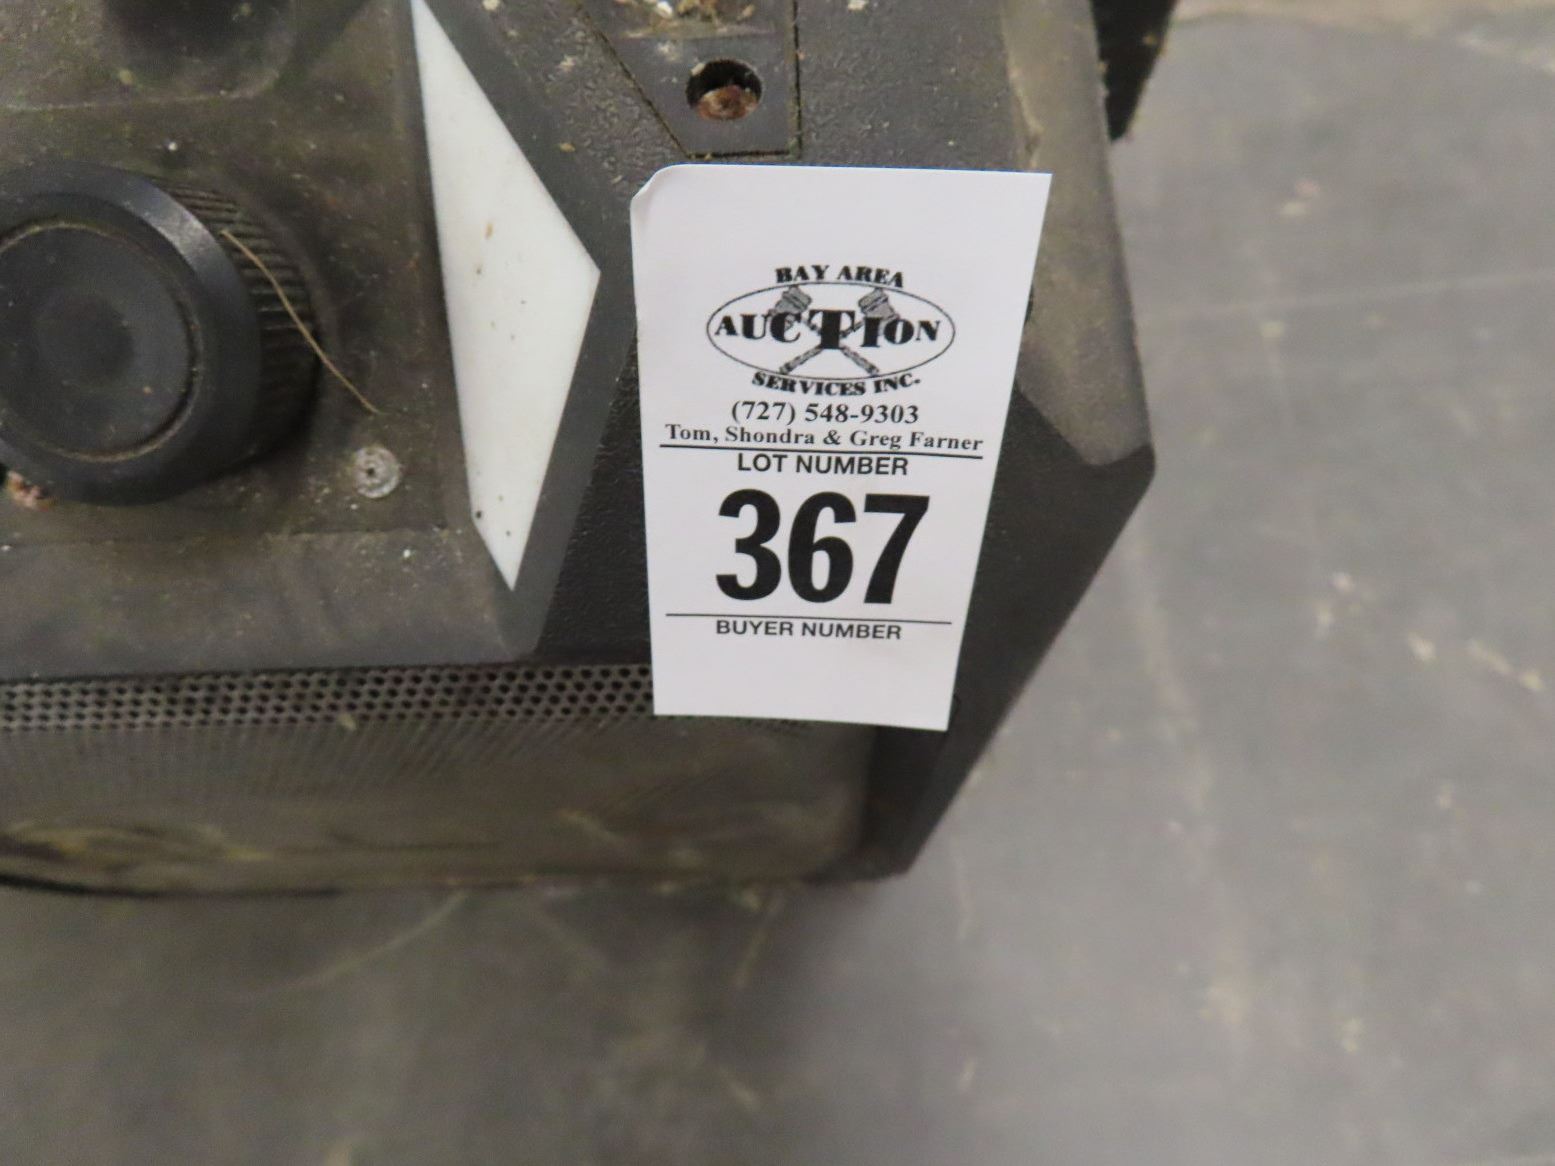 BAY AREA
AUCTION
SERVICES INC.
(727) 548-9303
Tom, Shondra & Greg Farner
LOT NUMBER
367
BUYER NUMBER